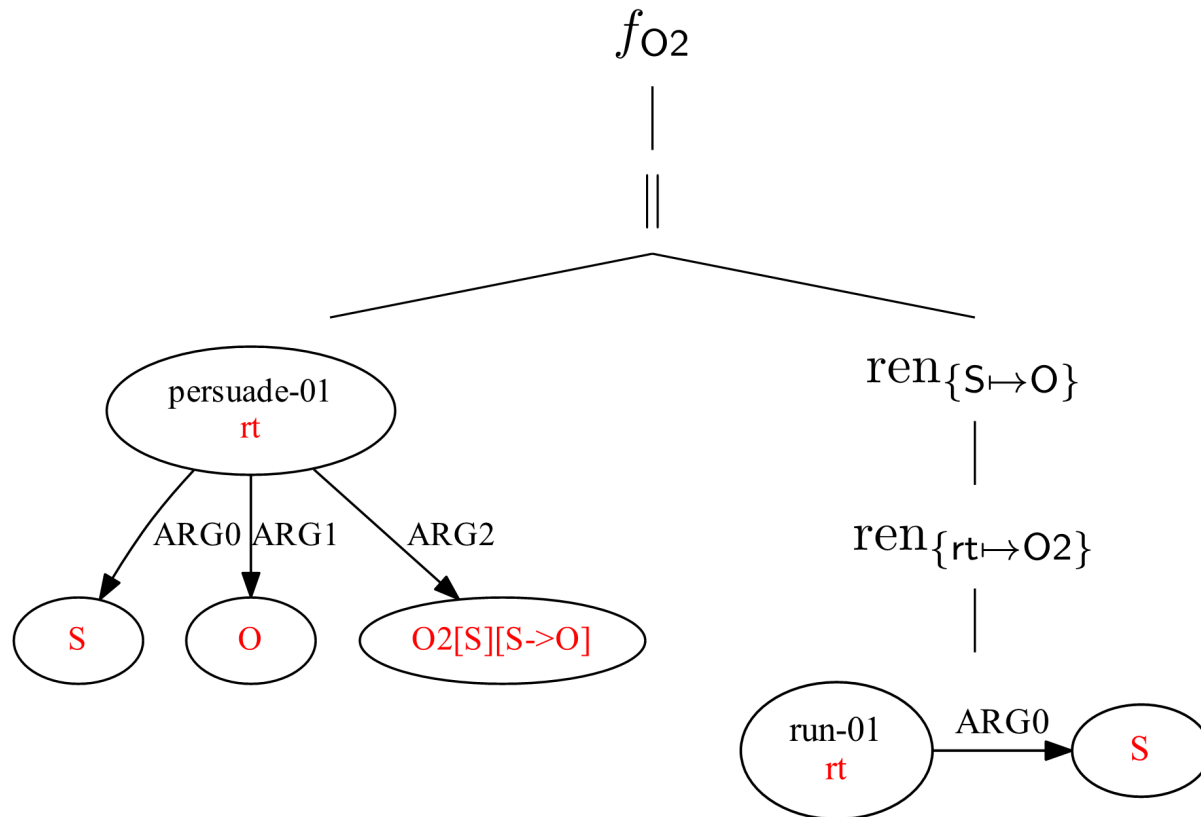 f_O2
||
persuade-01
rt
ren_{S↦O}
ARG0 ARG1 ARG2
ren_{rt↦O2}
S O O2[S][S->O]
run-01
rt
ARG0
S